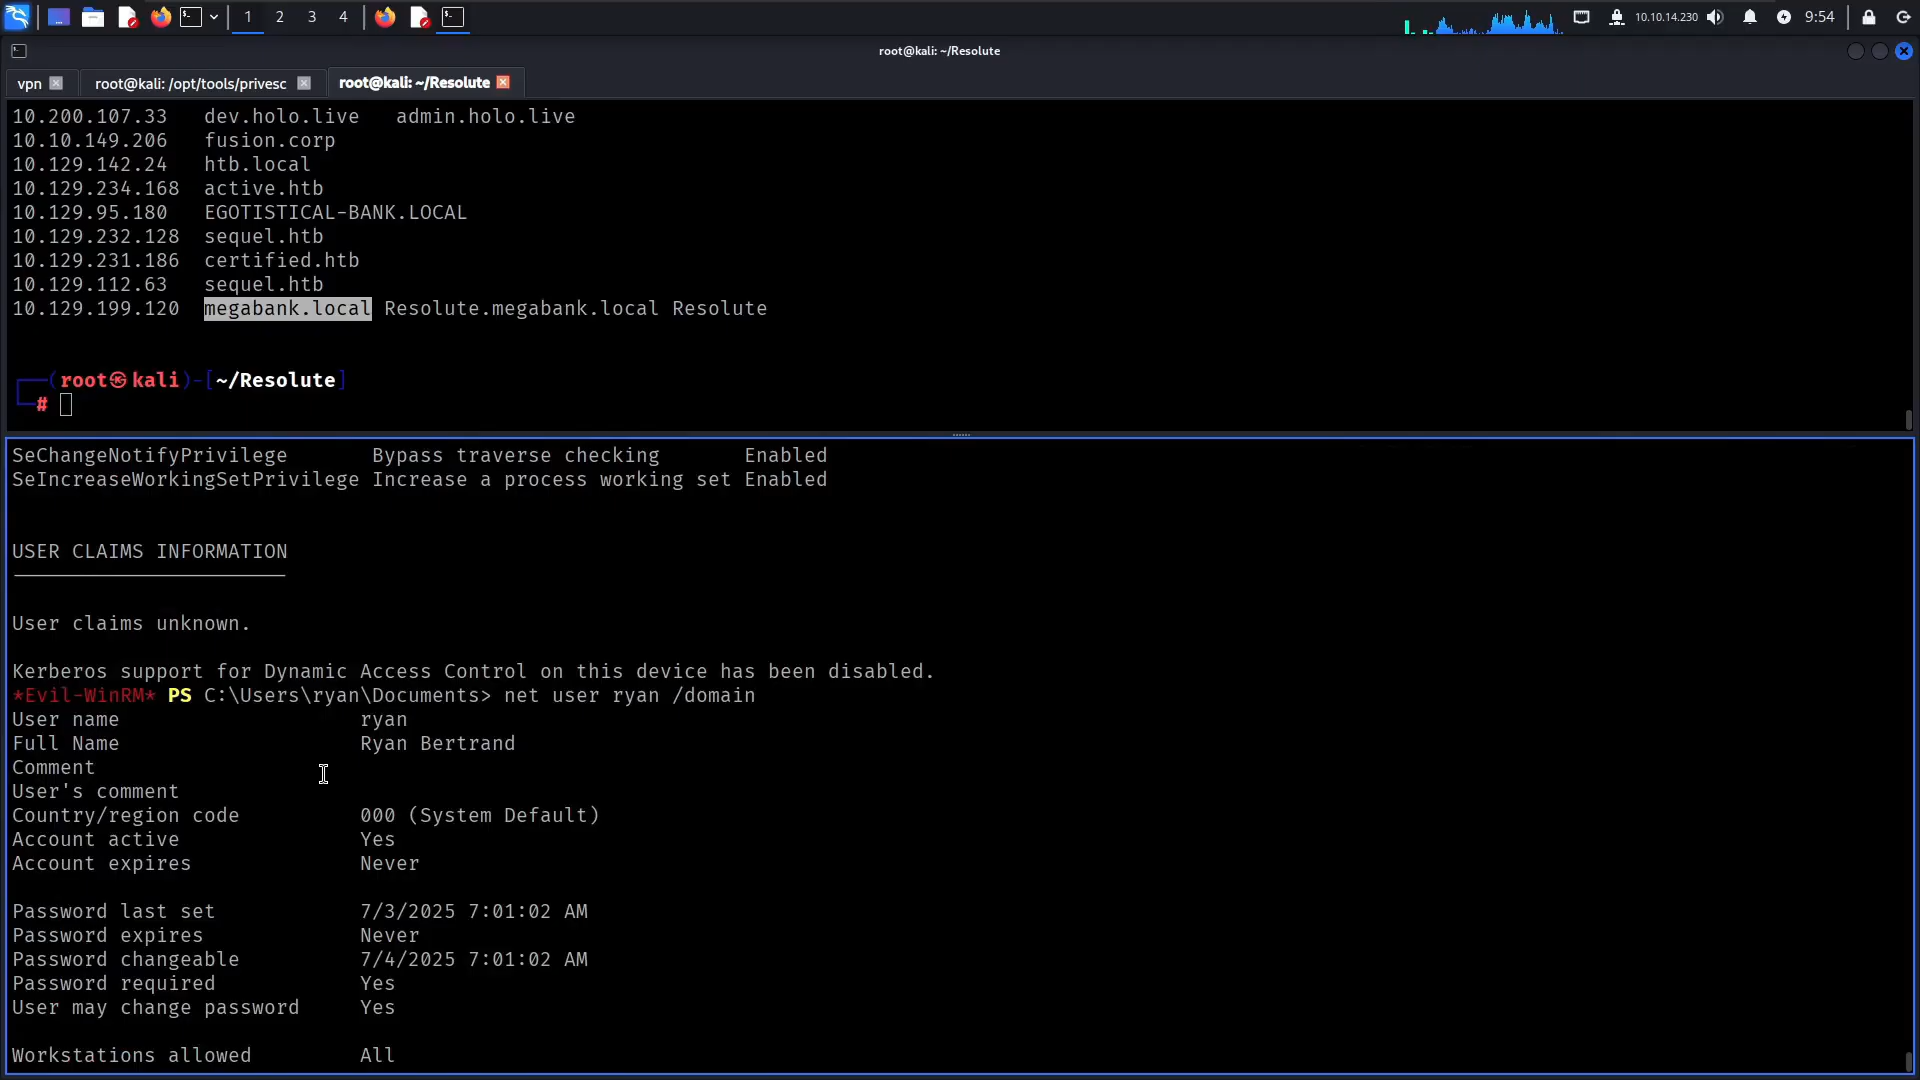 1 2 3 4 10.10.14.230 9:54
root@kali: ~/Resolute
vpn root@kali: /opt/tools/privesc root@kali: ~/Resolute
10.200.107.33 dev.holo.live admin.holo.live
10.10.149.206 fusion.corp
10.129.142.24 htb.local
10.129.234.168 active.htb
10.129.95.180 EGOTISTICAL-BANK.LOCAL
10.129.232.128 sequel.htb
10.129.231.186 certified.htb
10.129.112.63 sequel.htb
10.129.199.120 megabank.local Resolute.megabank.local Resolute
┌──(root㉿kali)-[~/Resolute]
└─#
SeChangeNotifyPrivilege Bypass traverse checking Enabled
SeIncreaseWorkingSetPrivilege Increase a process working set Enabled
USER CLAIMS INFORMATION
User claims unknown.
Kerberos support for Dynamic Access Control on this device has been disabled.
*Evil-WinRM* PS C:\Users\ryan\Documents> net user ryan /domain
User name ryan
Full Name Ryan Bertrand
Comment
User's comment
Country/region code 000 (System Default)
Account active Yes
Account expires Never
Password last set 7/3/2025 7:01:02 AM
Password expires Never
Password changeable 7/4/2025 7:01:02 AM
Password required Yes
User may change password Yes
Workstations allowed All